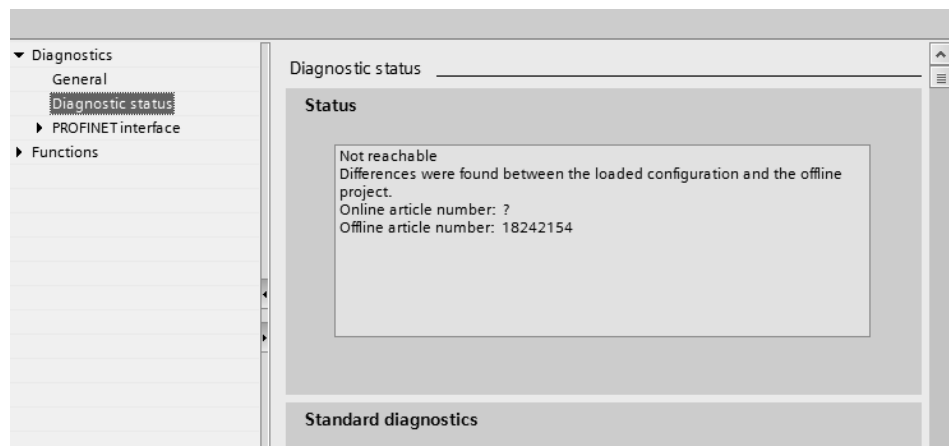 Diagnostics
General
Diagnostic status
PROFINET interface
Functions
Diagnostic status
Status
Not reachable
Differences were found between the loaded configuration and the offline
project.
Online article number: ?
Offline article number: 18242154
Standard diagnostics